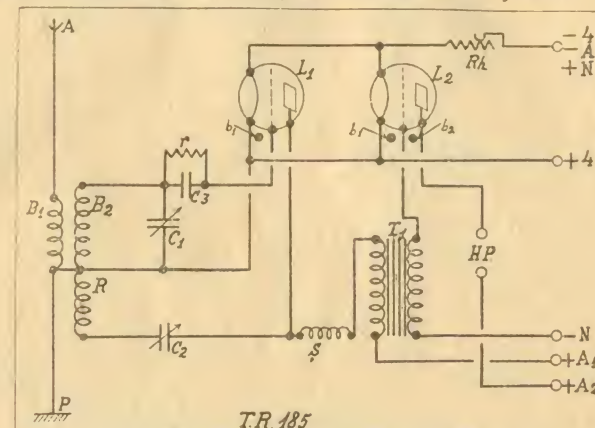 A
L1
L2
Rh
− 4
− A
+ N
b1
b1
b2
r
C3
+ 4
B1
B2
C1
T1
HP
R
C2
S
− N
+ A1
+ A2
P
T.R. 185